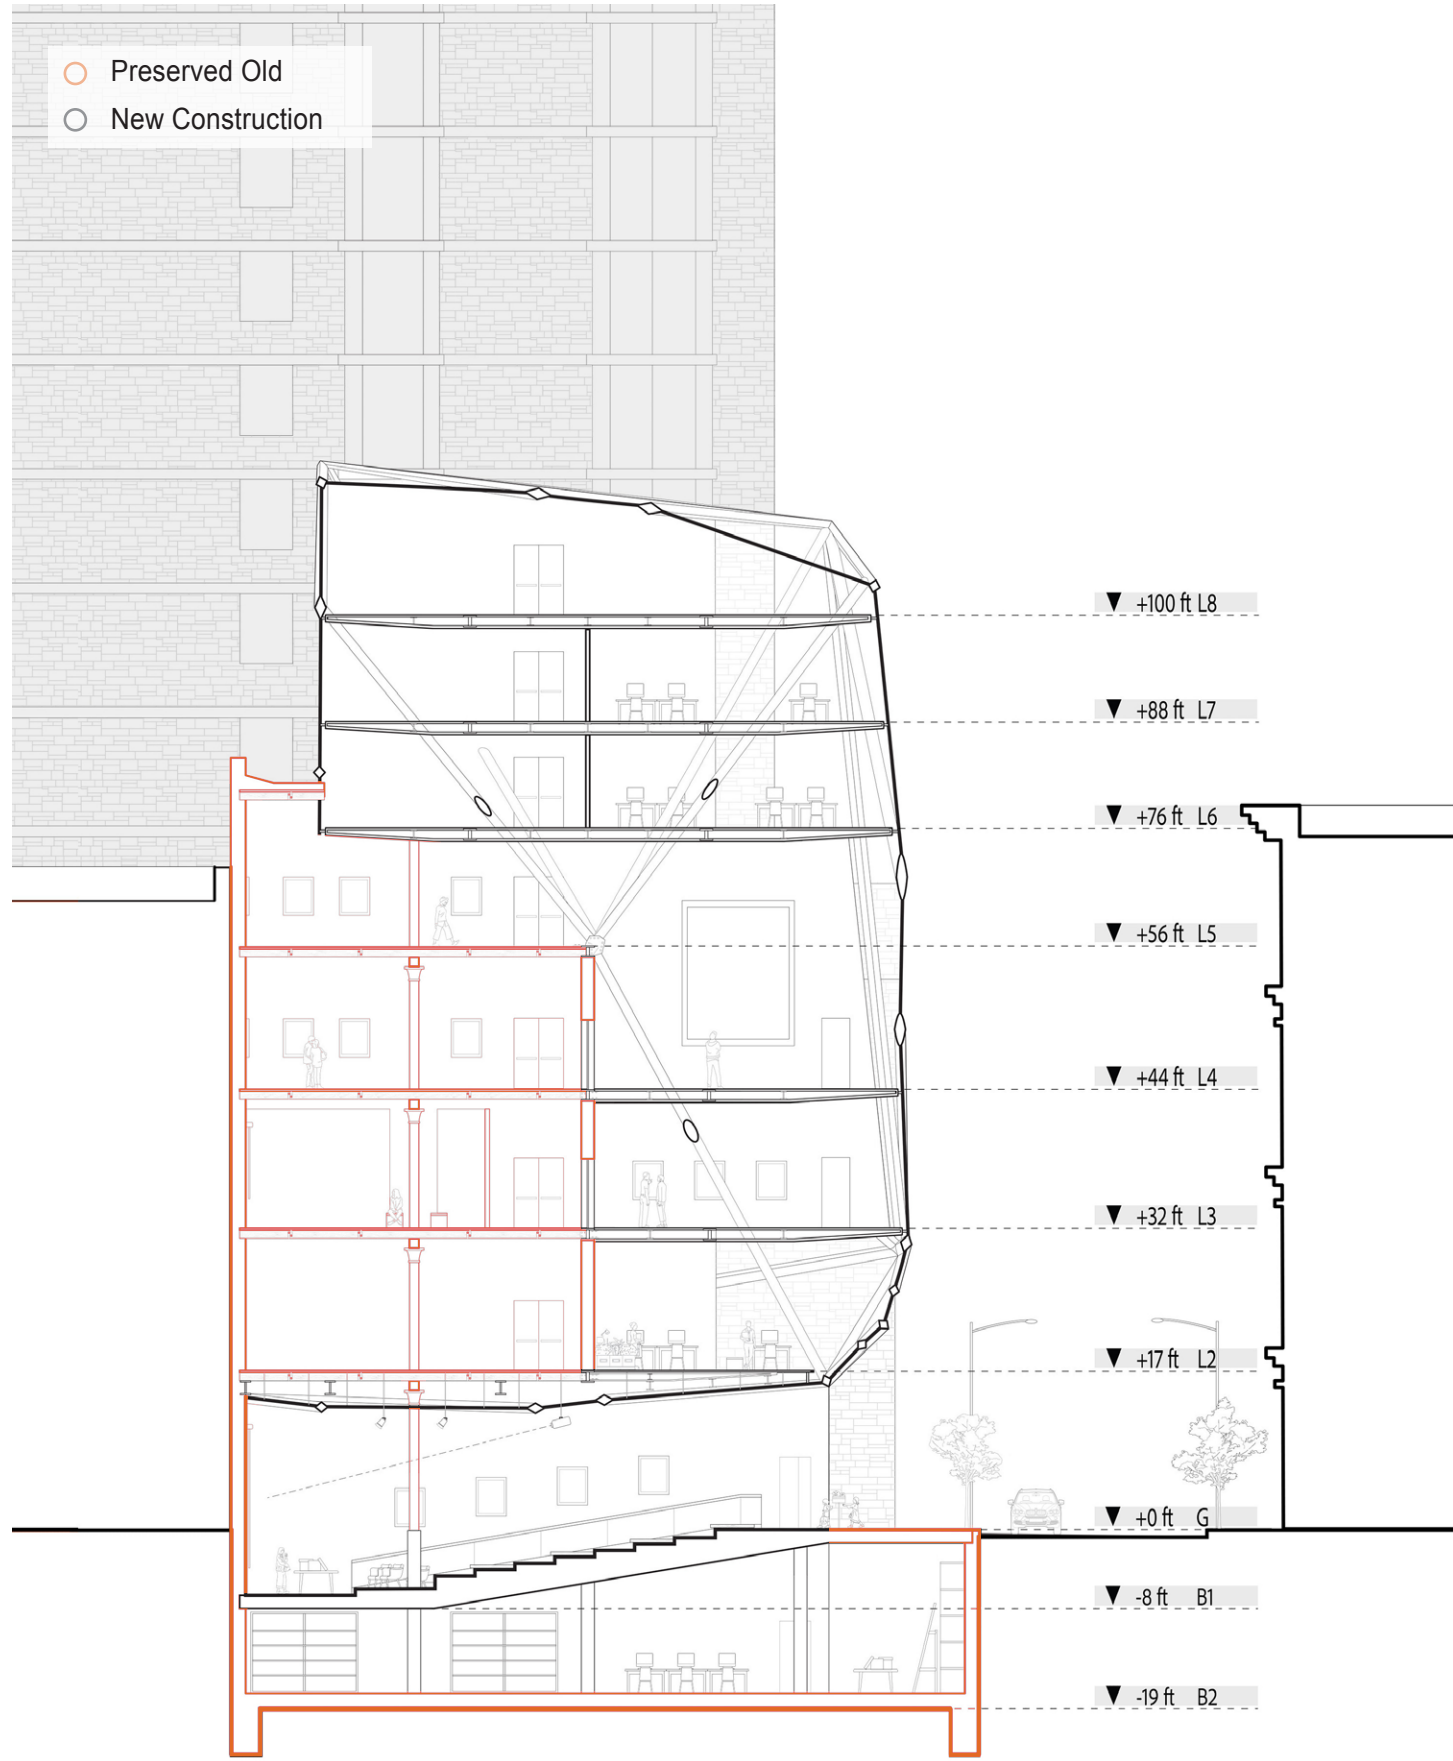 Preserved Old
New Construction
+100 ft L8
+88 ft L7
+76 ft L6
+56 ft L5
+44 ft L4
+32 ft L3
+17 ft L2
+0 ft G
-8 ft B1
-19 ft B2